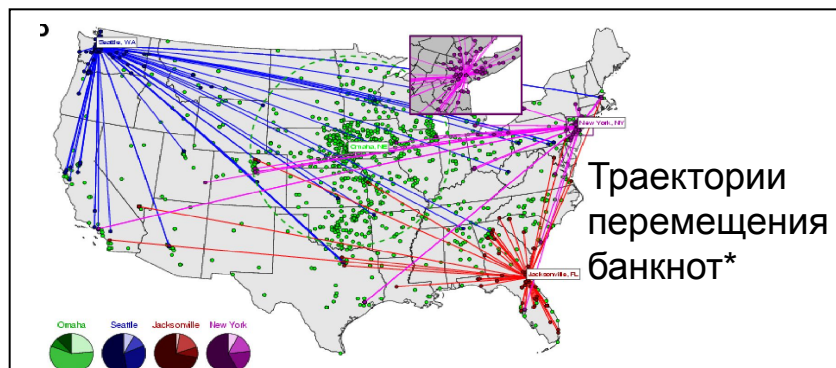 Seattle, WA
Omaha, NE
New York, NY
Траектории
перемещения
банкнот*
Jacksonville, FL
Omaha
Seattle
Jacksonville
New York